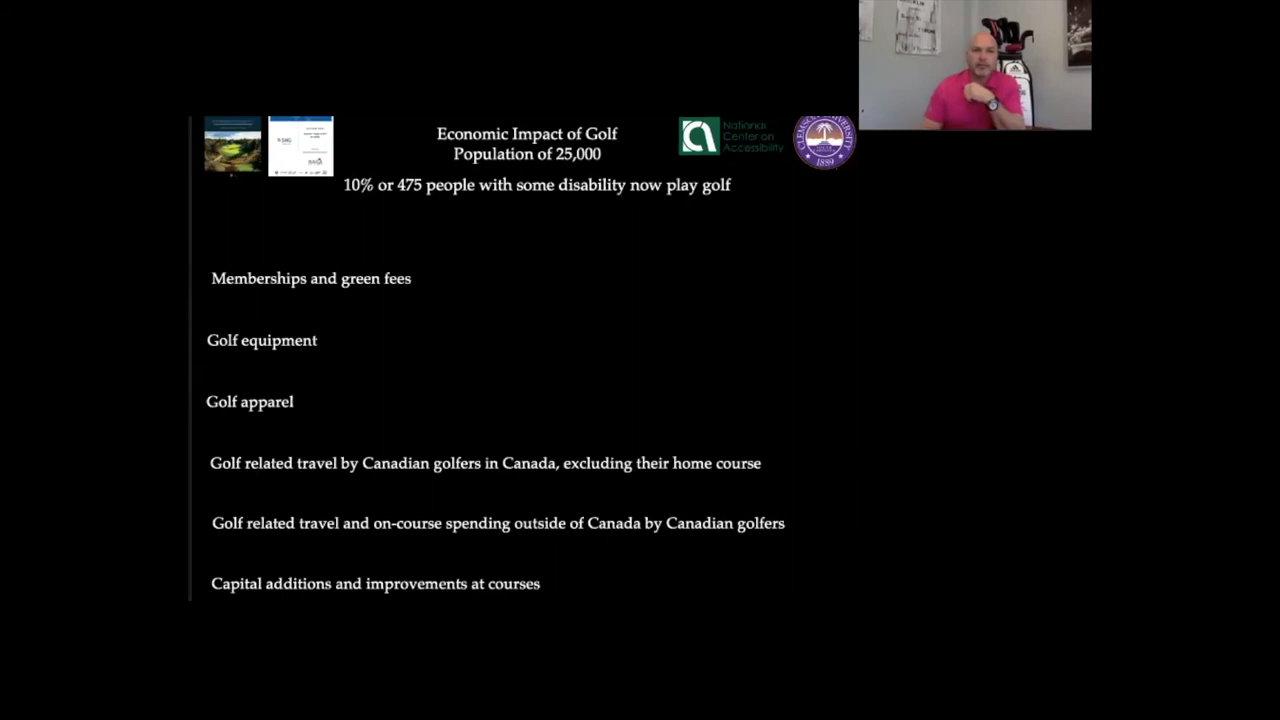 Economic Impact of Golf
Population of 25,000
National
Center on
Accessibility
CLEMSON UNIVERSITY
1889
10% or 475 people with some disability now play golf
Memberships and green fees
Golf equipment
Golf apparel
Golf related travel by Canadian golfers in Canada, excluding their home course
Golf related travel and on-course spending outside of Canada by Canadian golfers
Capital additions and improvements at courses